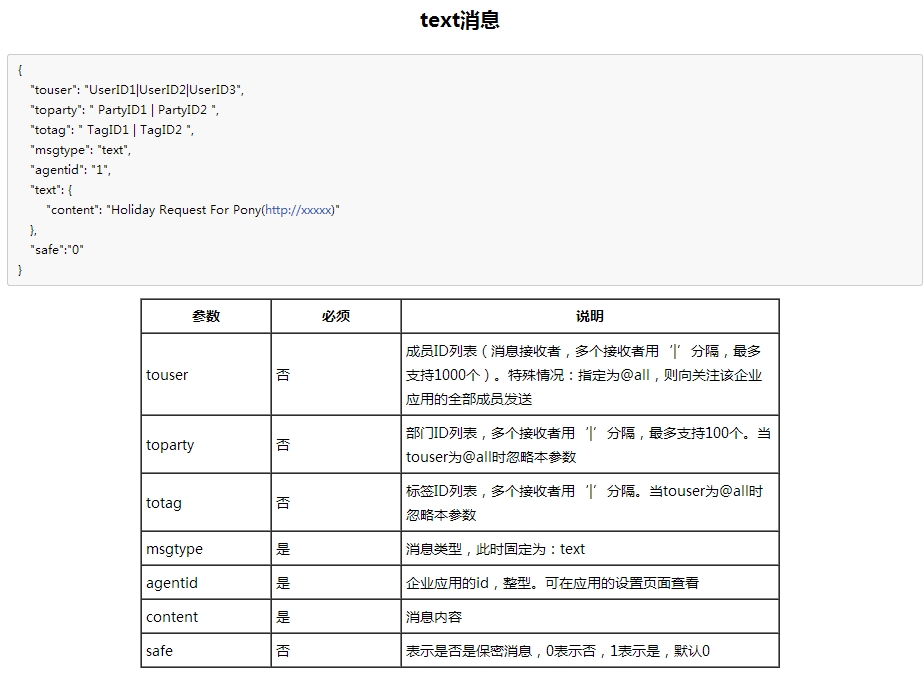 text消息
{
"touser": "UserID1|UserID2|UserID3",
"toparty": " PartyID1 | PartyID2 ",
"totag": " TagID1 | TagID2 ",
"msgtype": "text",
"agentid": "1",
"text": {
"content": "Holiday Request For Pony(http://xxxxx)"
},
"safe":"0"
}
参数 必须 说明
touser 否 成员ID列表（消息接收者，多个接收者用‘|’分隔，最多
支持1000个）。特殊情况：指定为@all，则向关注该企业
应用的全部成员发送
toparty 否 部门ID列表，多个接收者用‘|’分隔，最多支持100个。当
touser为@all时忽略本参数
totag 否 标签ID列表，多个接收者用‘|’分隔。当touser为@all时
忽略本参数
msgtype 是 消息类型，此时固定为：text
agentid 是 企业应用的id，整型。可在应用的设置页面查看
content 是 消息内容
safe 否 表示是否是保密消息，0表示否，1表示是，默认0